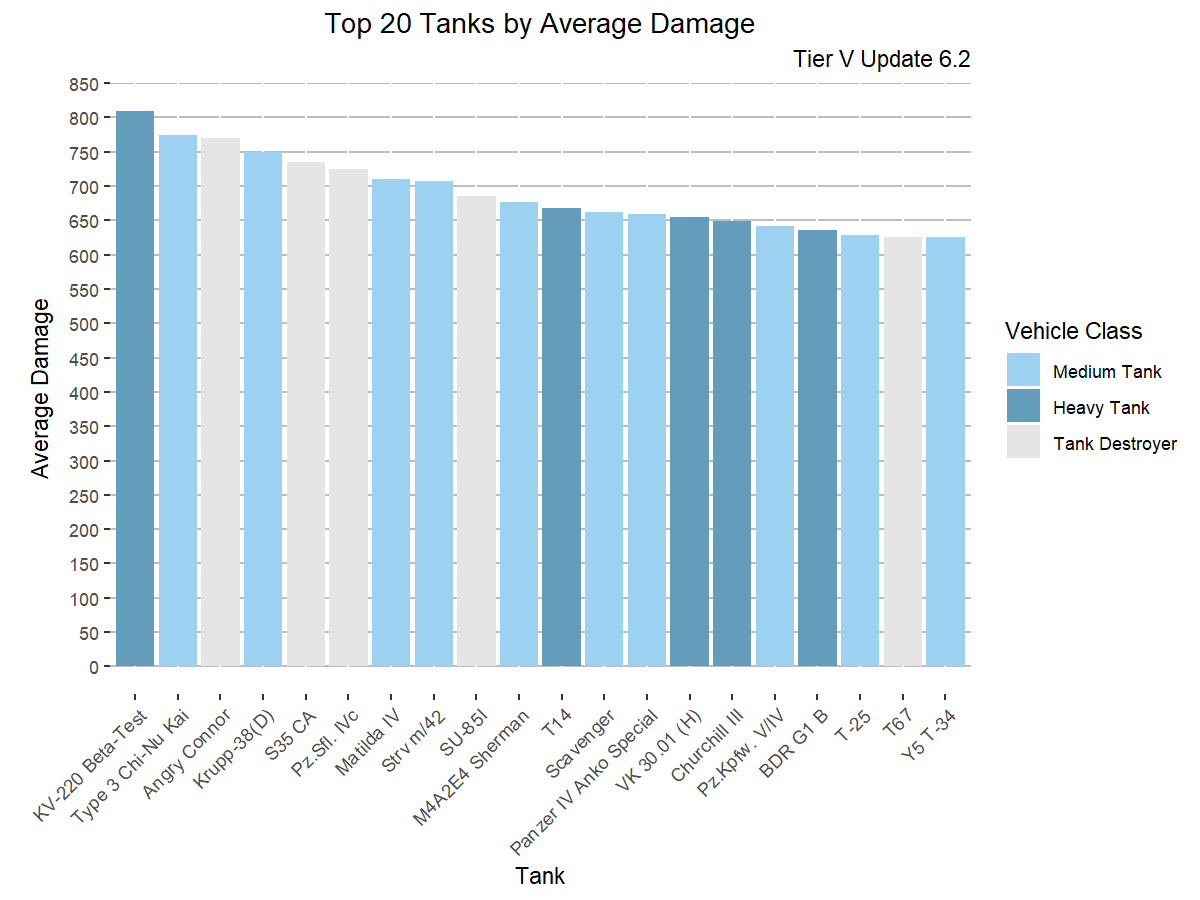 Top 20 Tanks by Average Damage
Tier V Update 6.2
850
800
750
700
650
600
550
500
450
400
350
300
250
200
150
100
50
0
Average Damage
KV-220 Beta-Test
Type 3 Chi-Nu Kai
Angry Connor
Krupp-38(D)
S35 CA
Pz.Sfl. IVc
Matilda IV
Strv m/42
SU-85I
M4A2E4 Sherman
T14
Scavenger
Panzer IV Anko Special
VK 30.01 (H)
Churchill III
Pz.Kpfw. V/IV
BDR G1 B
T-25
T67
Y5 T-34
Tank
Vehicle Class
Medium Tank
Heavy Tank
Tank Destroyer